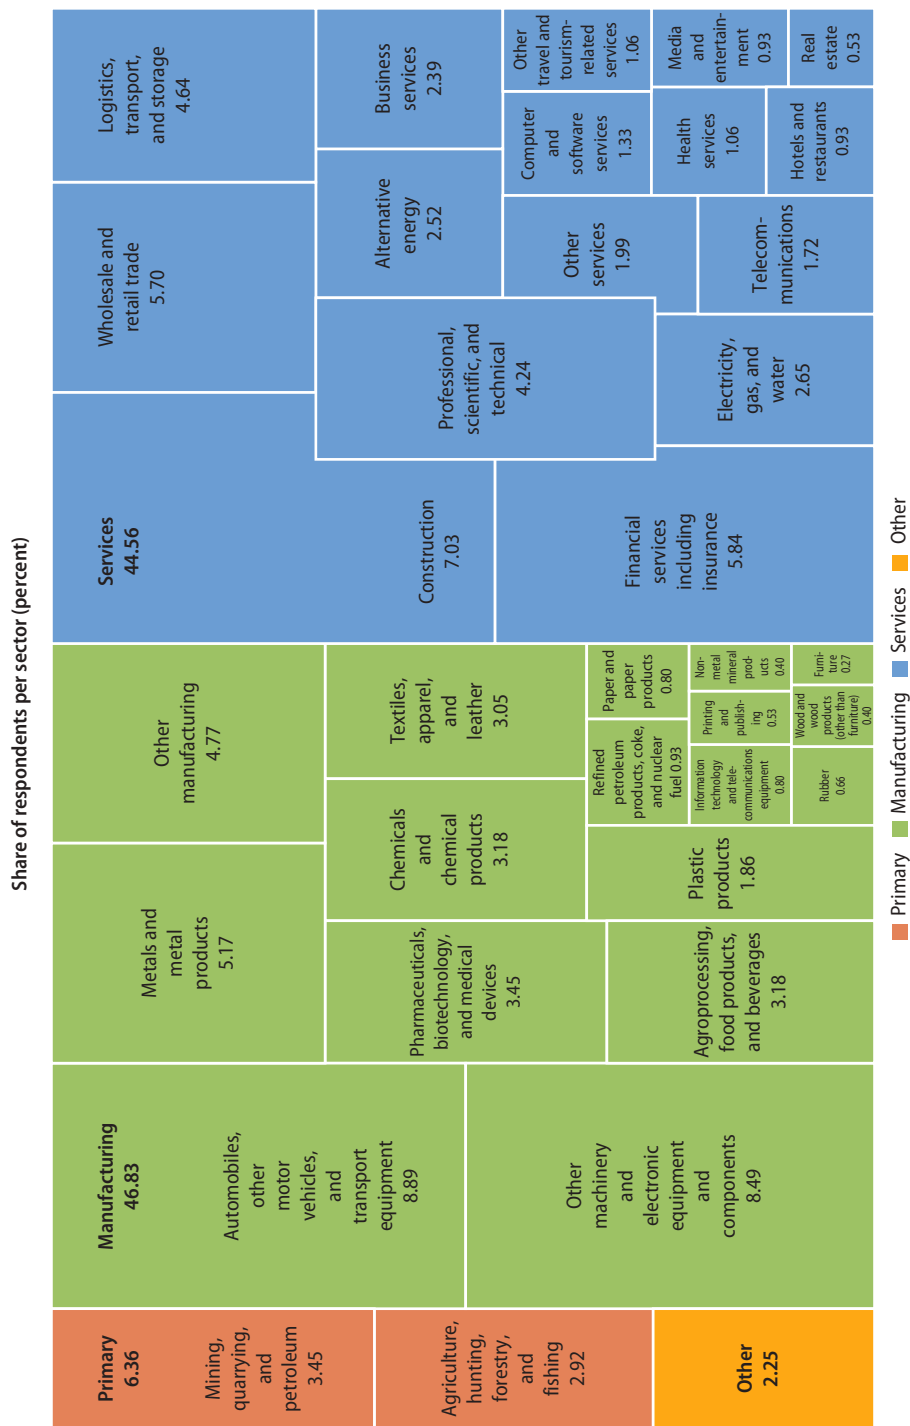 Share of respondents per sector (percent)
Primary
6.36
Mining,
quarrying,
and
petroleum
3.45
Agriculture,
hunting,
forestry,
and
fishing
2.92
Other
2.25
Manufacturing
46.83
Automobiles,
other
motor
vehicles,
and
transport
equipment
8.89
Other
machinery
and
electronic
equipment
and
components
8.49
Metals and
metal
products
5.17
Other
manufacturing
4.77
Pharmaceuticals,
biotechnology,
and medical
devices
3.45
Agroprocessing,
food products,
and beverages
3.18
Chemicals
and
chemical
products
3.18
Textiles,
apparel,
and
leather
3.05
Plastic
products
1.86
Refined
petroleum
products, coke,
and nuclear
fuel 0.93
Paper and
paper
products
0.80
Information
technology
and tele-
communications
equipment
0.80
Printing
and
publish-
ing
0.53
Non-
metal
mineral
prod-
ucts
0.40
Rubber
0.66
Wood and
wood
products
(other than
furniture)
0.40
Furni-
ture
0.27
Services
44.56
Construction
7.03
Financial
services
including
insurance
5.84
Wholesale and
retail trade
5.70
Logistics,
transport,
and storage
4.64
Professional,
scientific, and
technical
4.24
Electricity,
gas, and
water
2.65
Alternative
energy
2.52
Business
services
2.39
Other
services
1.99
Telecom-
munications
1.72
Computer
and
software
services
1.33
Other
travel and
tourism-
related
services
1.06
Health
services
1.06
Hotels and
restaurants
0.93
Media
and
entertain-
ment
0.93
Real
estate
0.53
Primary
Manufacturing
Services
Other